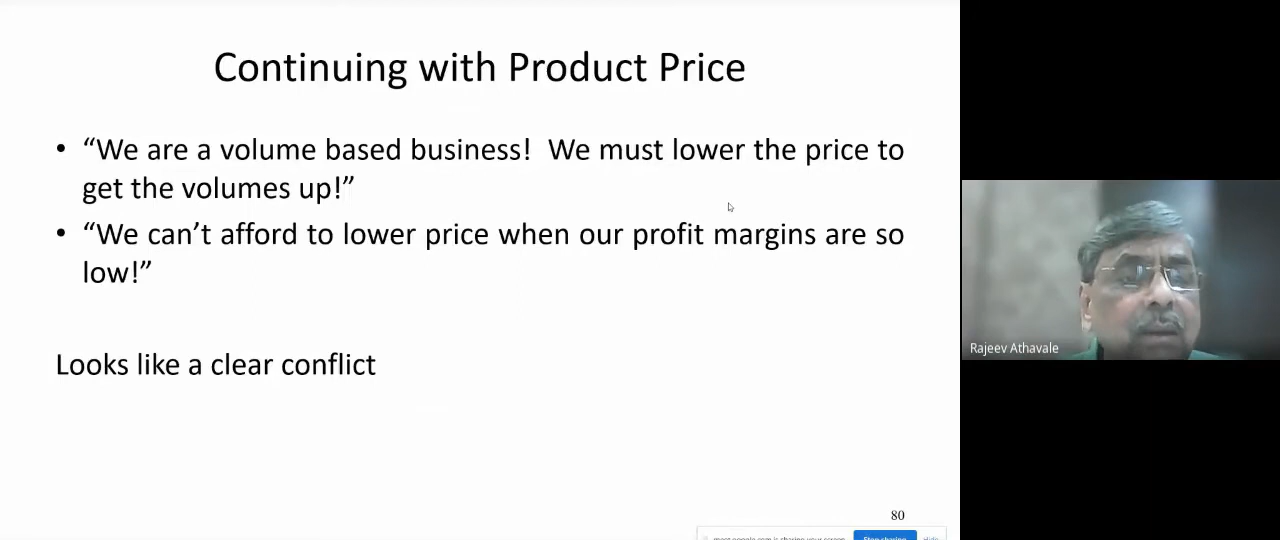 Continuing with Product Price
• “We are a volume based business!  We must lower the price to
get the volumes up!”
• “We can’t afford to lower price when our profit margins are so
low!”
Looks like a clear conflict
Rajeev Athavale
80
Stop sharing
Hide